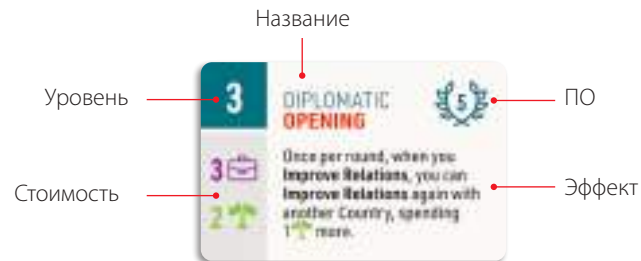 Название
Уровень
3
DIPLOMATIC
OPENING
5
ПО
3
Стоимость
2
Once per round, when you
Improve Relations, you can
Improve Relations again with
another Country, spending
1 more.
Эффект